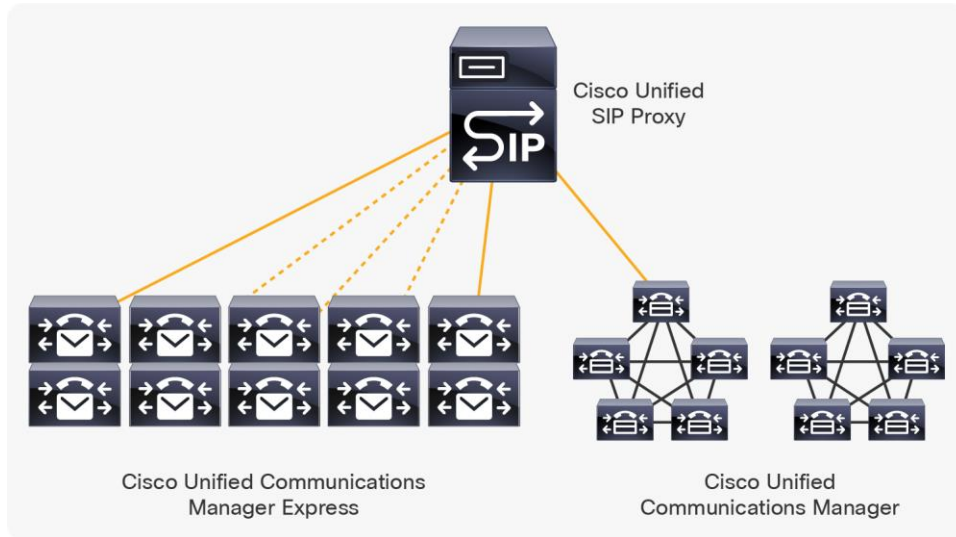 Cisco Unified
SIP Proxy
SIP
Cisco Unified Communications
Manager Express
Cisco Unified
Communications Manager